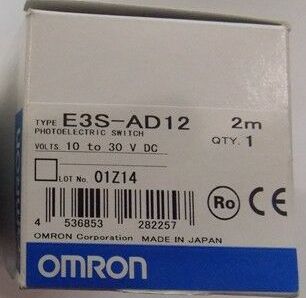 TYPE E3S-AD12 2m
PHOTOELECTRIC SWITCH
QTY. 1
VOLTS 10 to 30 V DC
LOT No. 01Z14
Ro CE
4 536853 282257
OMRON Corporation MADE IN JAPAN
OMRON
OMRON